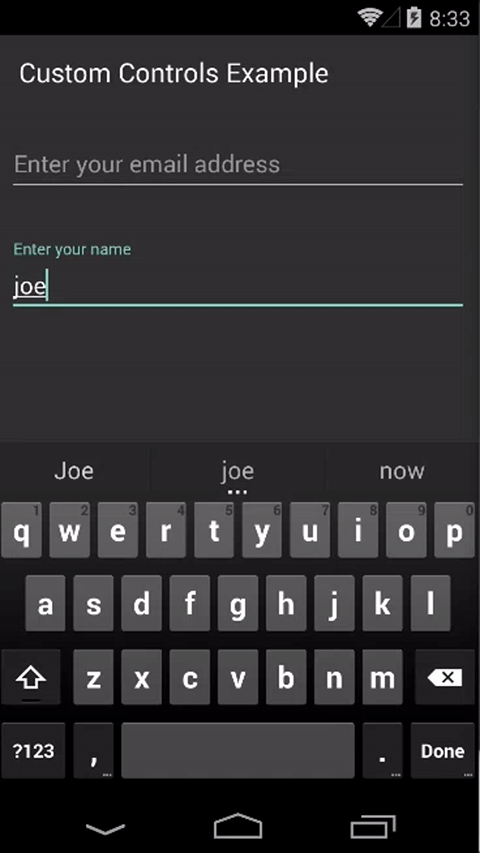 8:33
Custom Controls Example
Enter your email address
Enter your name
joe
Joe joe now
1 2 3 4 5 6 7 8 9 0
q w e r t y u i o p
a s d f g h j k l
z x c v b n m
?123 , . Done